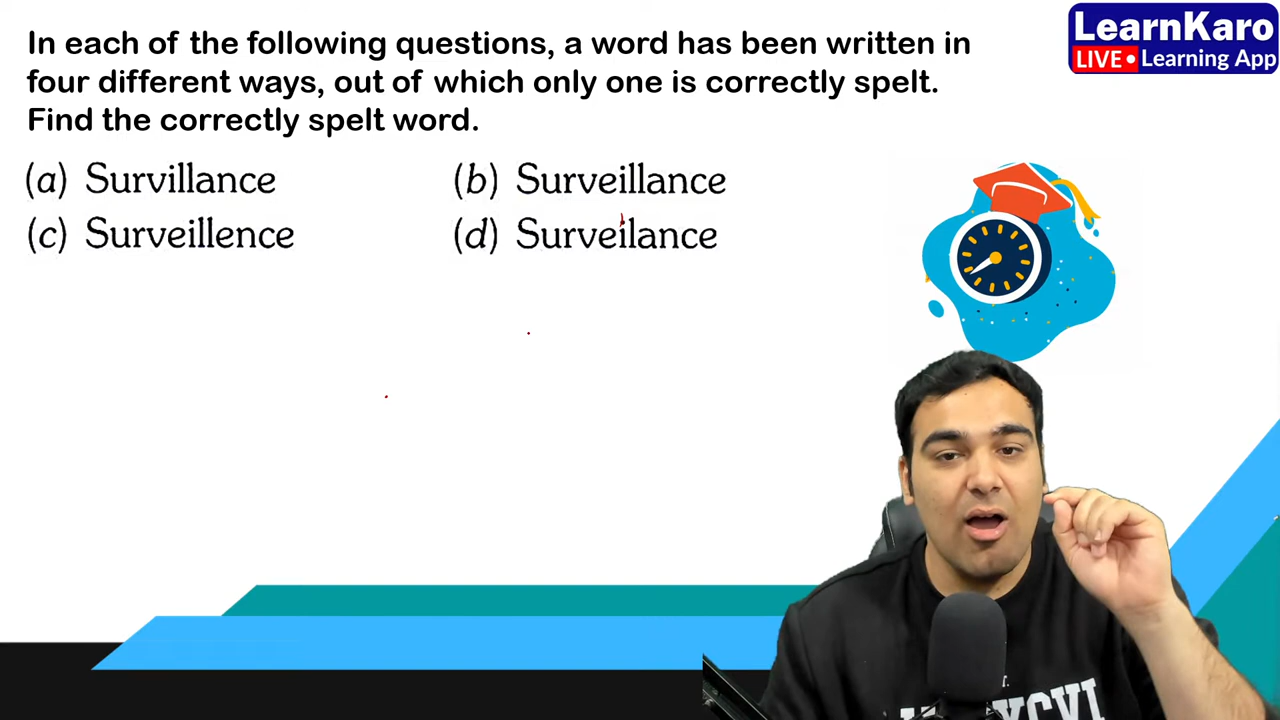 In each of the following questions, a word has been written in
four different ways, out of which only one is correctly spelt.
Find the correctly spelt word.
(a) Survillance
(b) Surveillance
(c) Surveillence
(d) Surveilance
LearnKaro
LIVE • Learning App